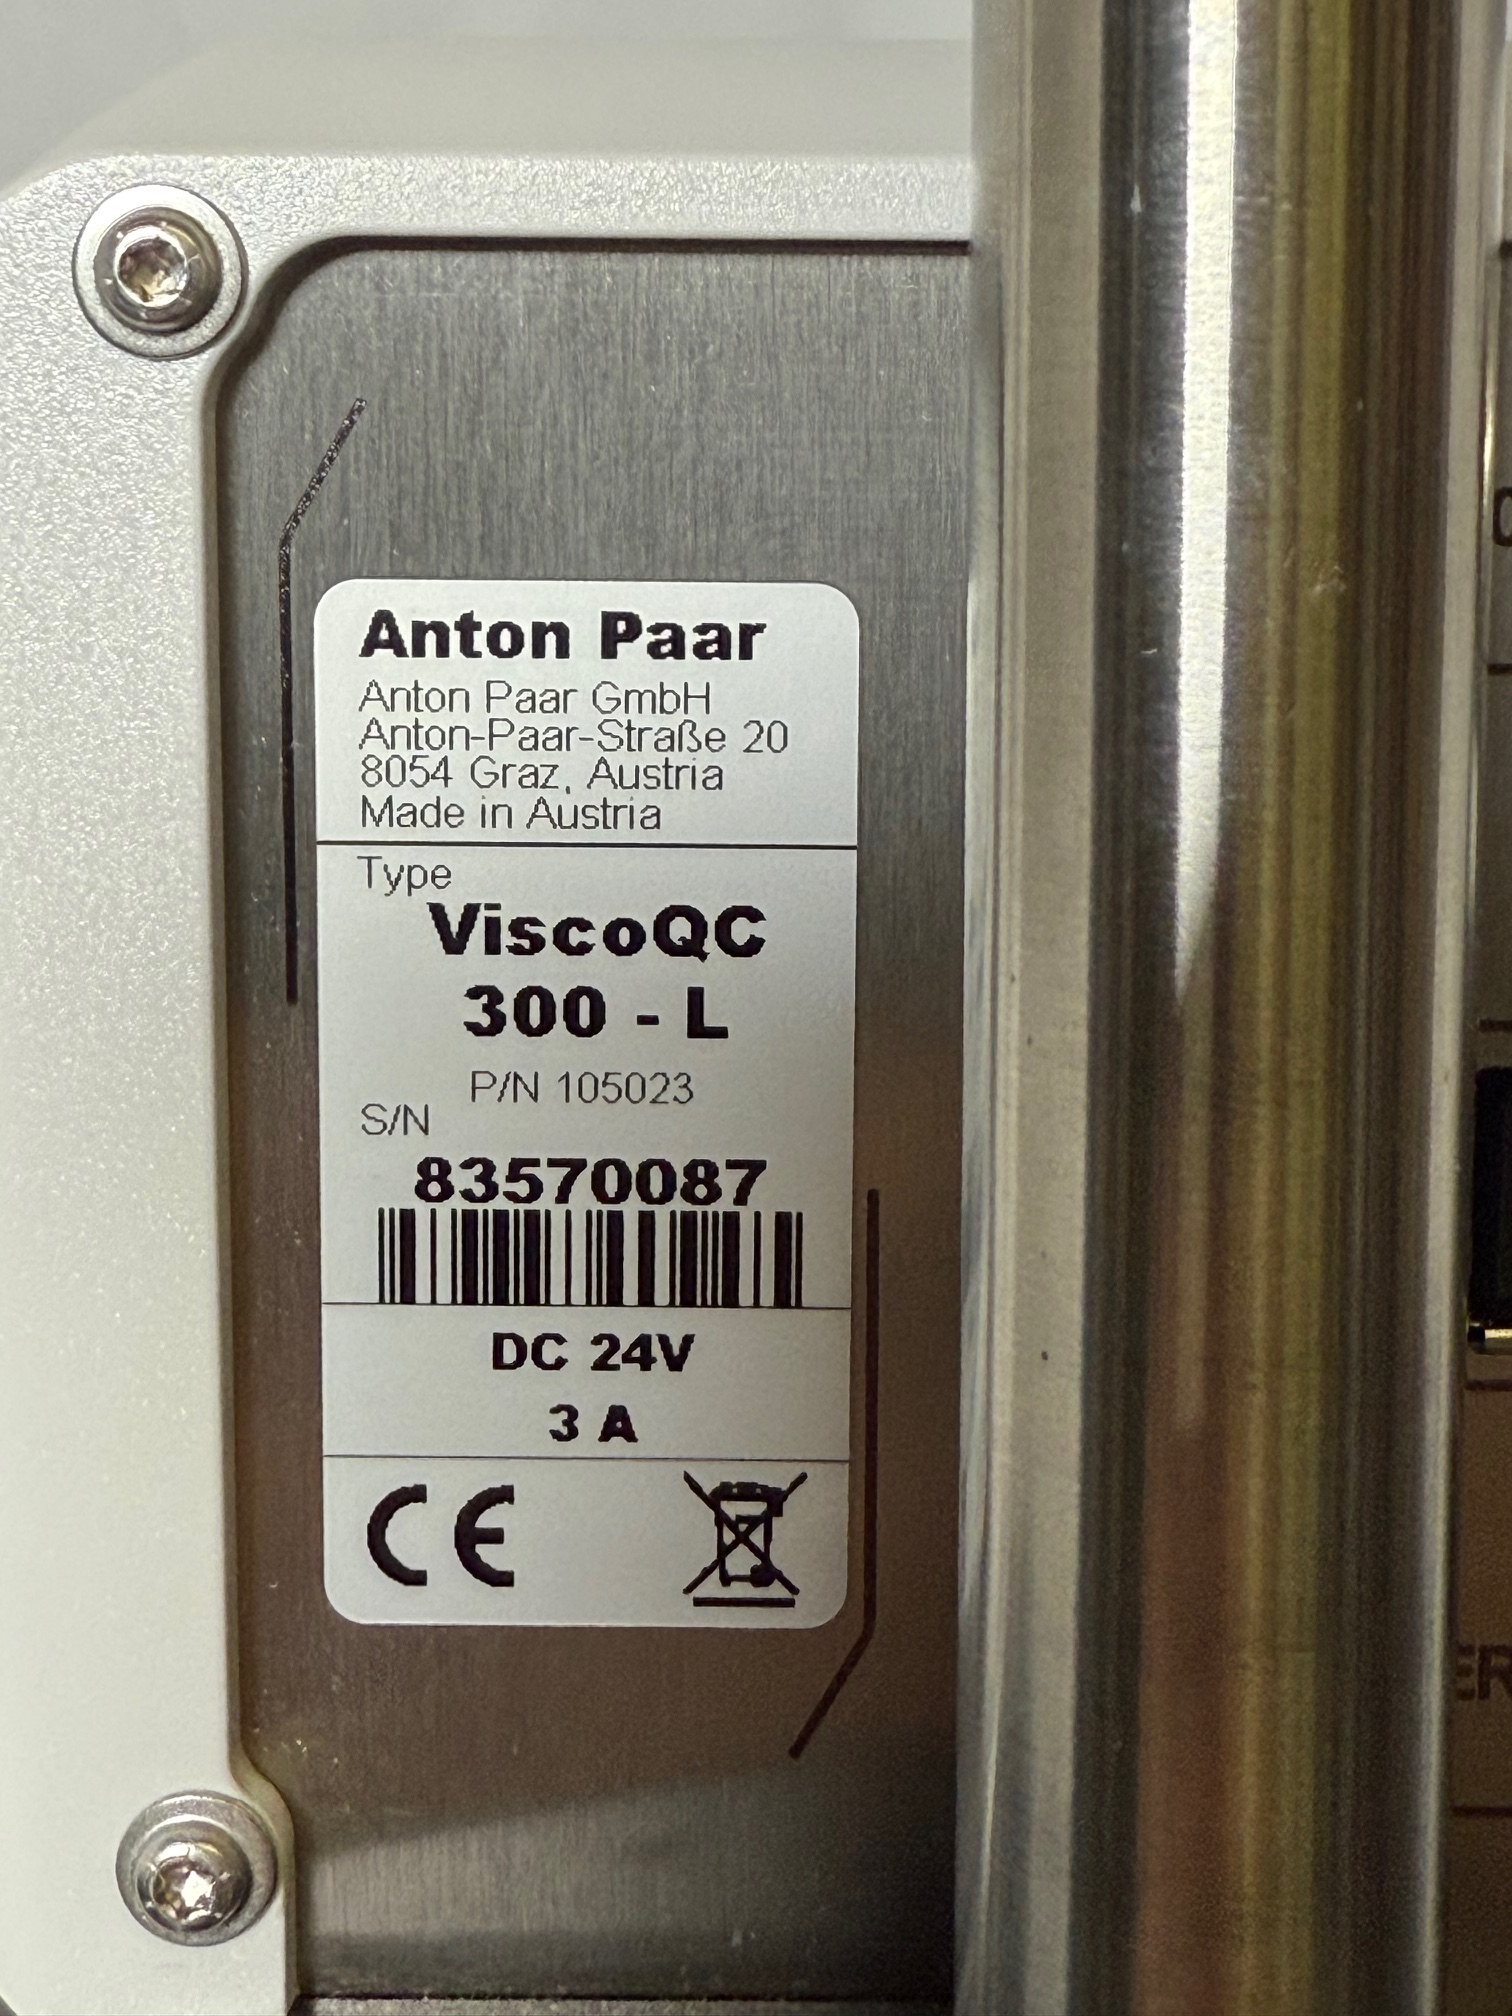 Anton Paar
Anton Paar GmbH
Anton-Paar-Straße 20
8054 Graz, Austria
Made in Austria
Type
ViscoQC
300 - L
P/N 105023
S/N
83570087
DC 24V
3 A
CE